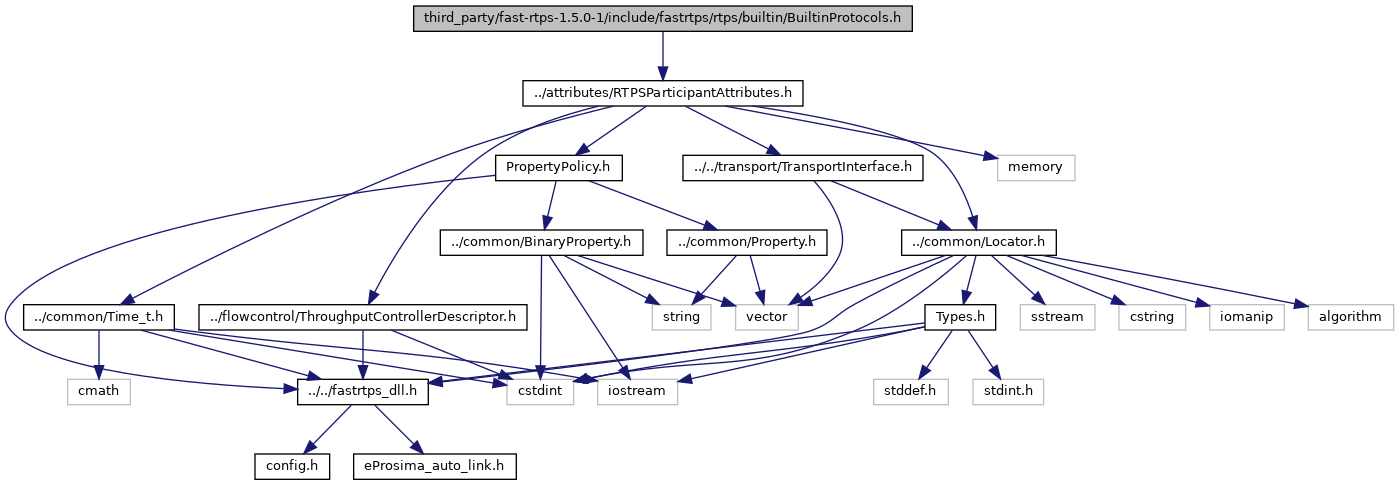 third_party/fast-rtps-1.5.0-1/include/fastrtps/rtps/builtin/BuiltinProtocols.h
../attributes/RTPSParticipantAttributes.h
PropertyPolicy.h
../../transport/TransportInterface.h
memory
../common/BinaryProperty.h
../common/Property.h
../common/Locator.h
../common/Time_t.h
../flowcontrol/ThroughputControllerDescriptor.h
string
vector
Types.h
sstream
cstring
iomanip
algorithm
cmath
../../fastrtps_dll.h
cstdint
iostream
stddef.h
stdint.h
config.h
eProsima_auto_link.h